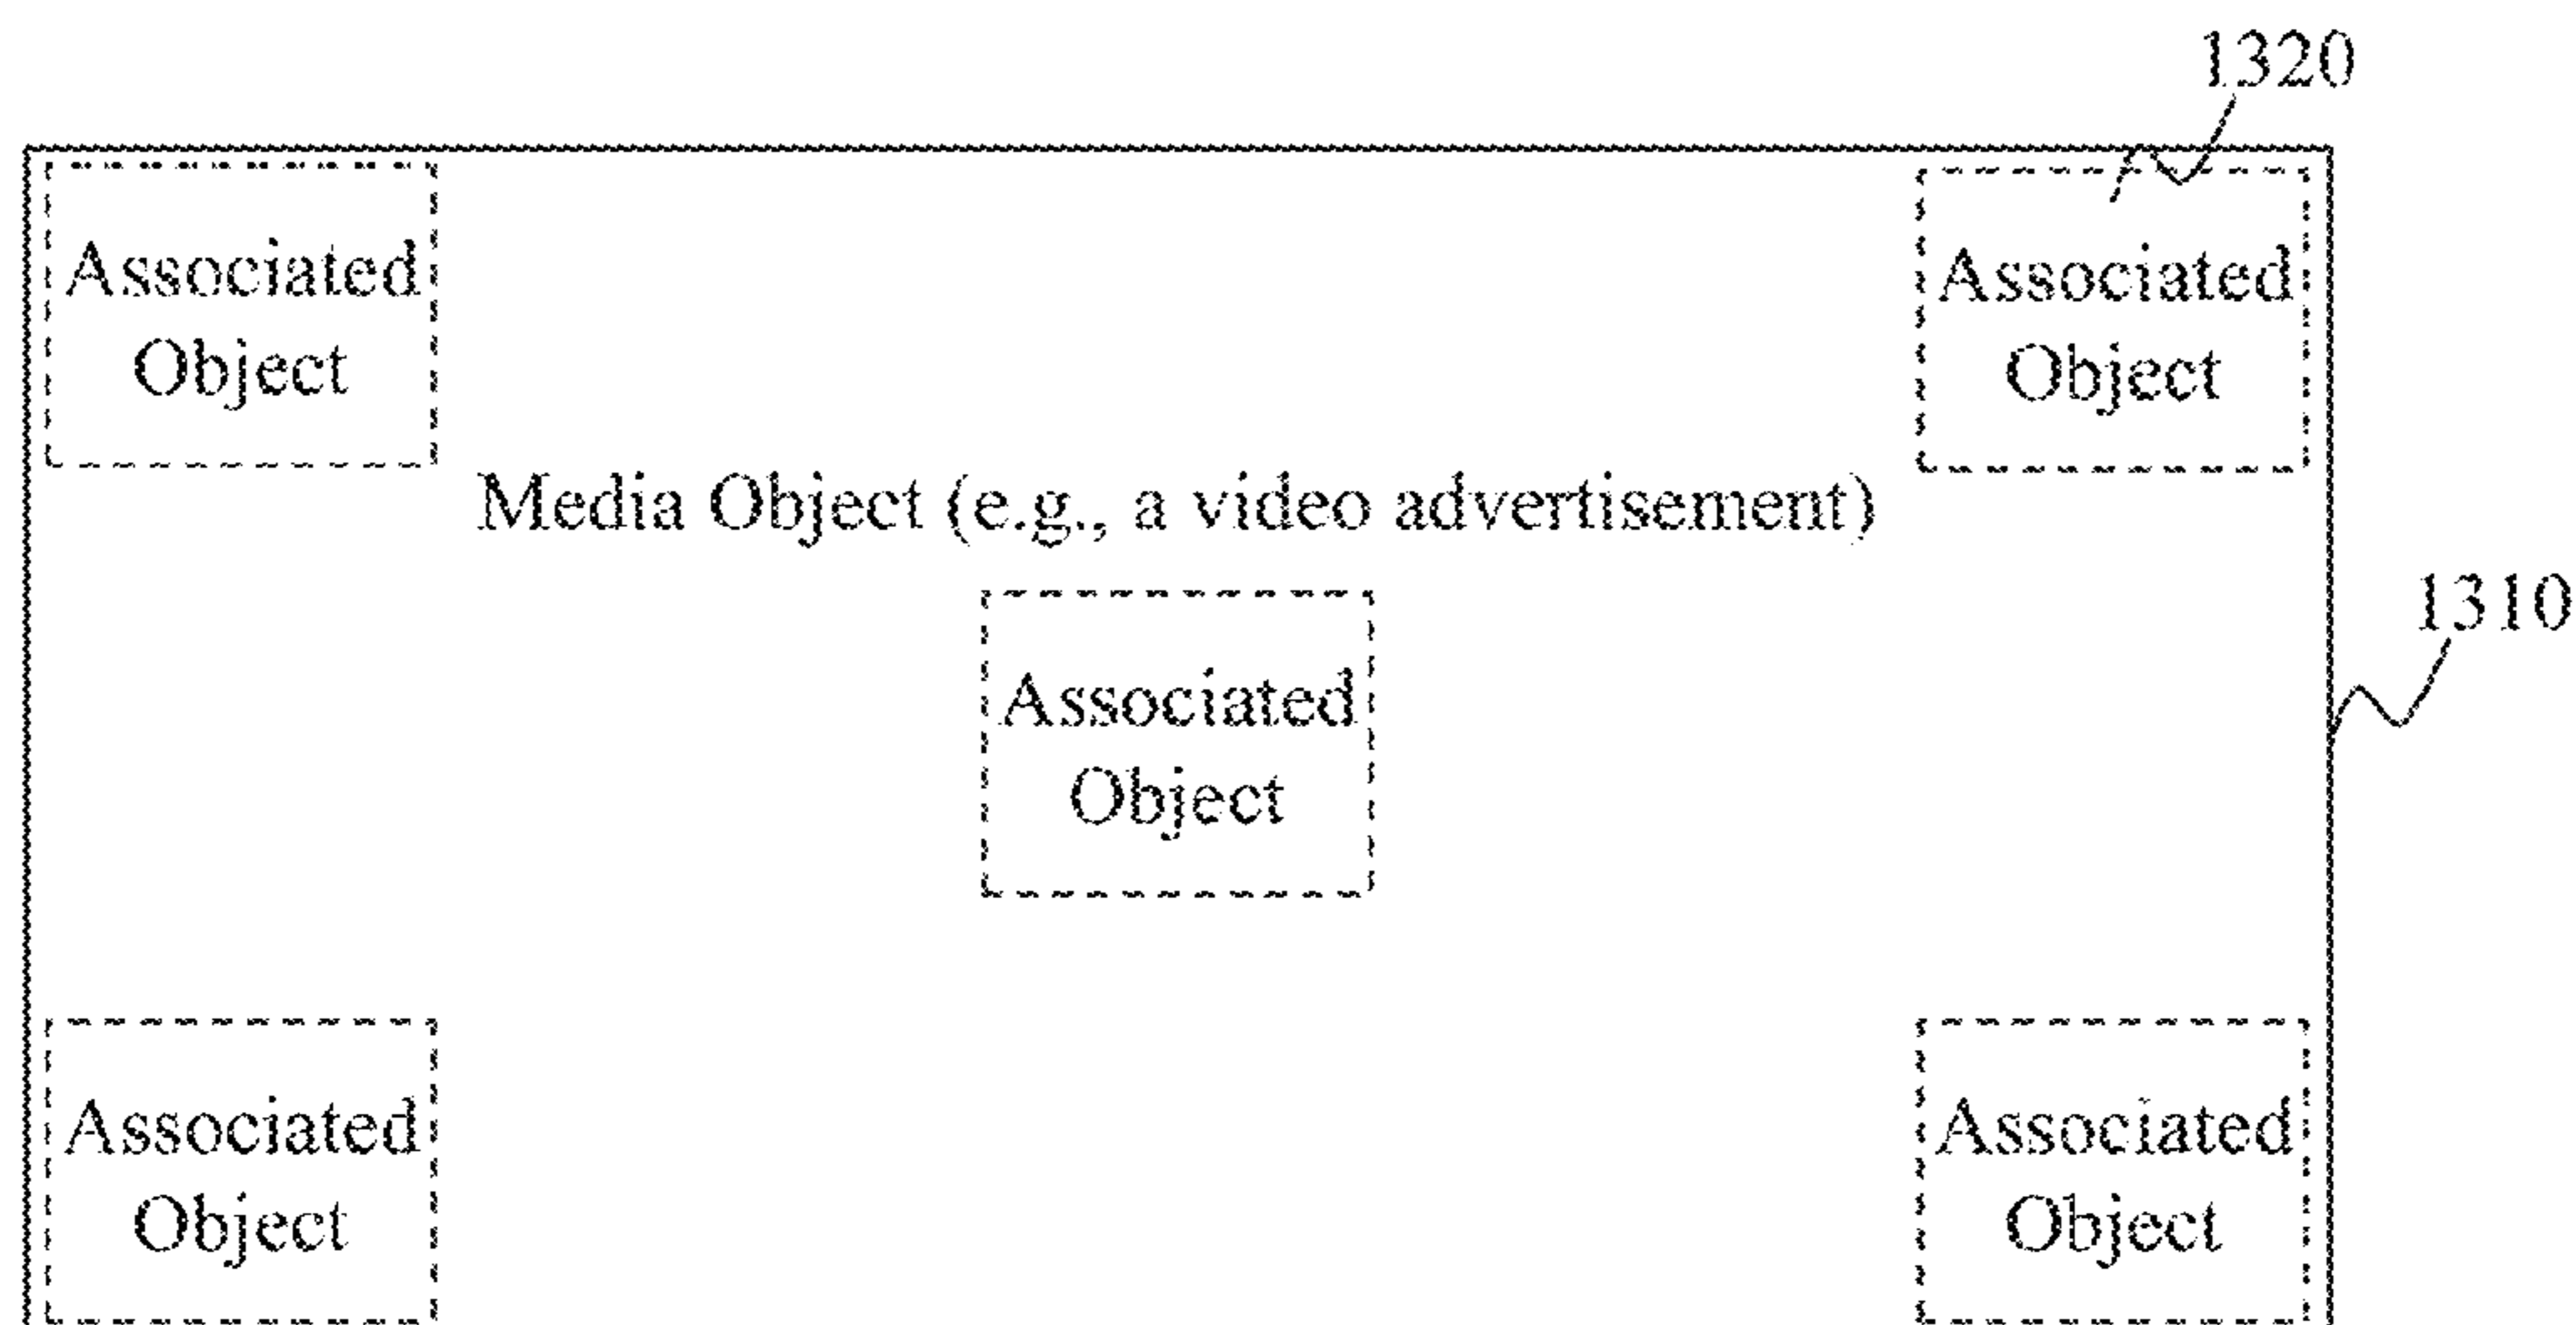 1320
Associated
Object
Associated
Object
Media Object (e.g., a video advertisement)
1310
Associated
Object
Associated
Object
Associated
Object